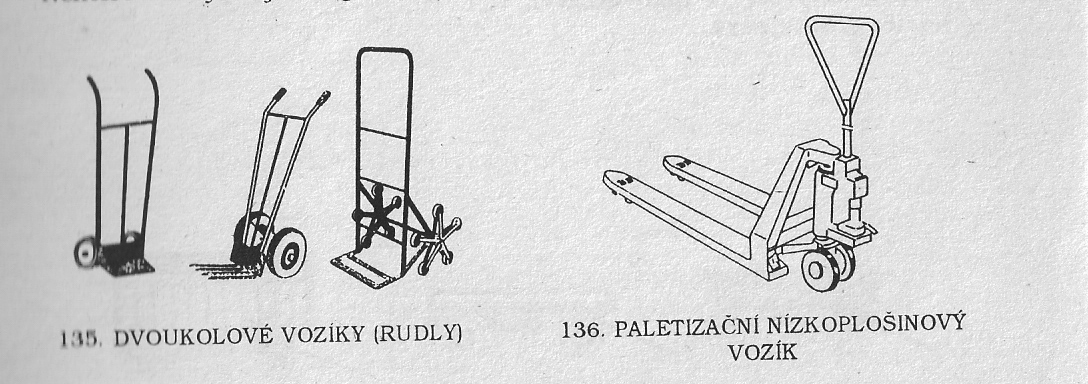 135. DVOUKOLOVÉ VOZÍKY (RUDLY)
136. PALETIZAČNÍ NÍZKOPLOŠINOVÝ
VOZÍK